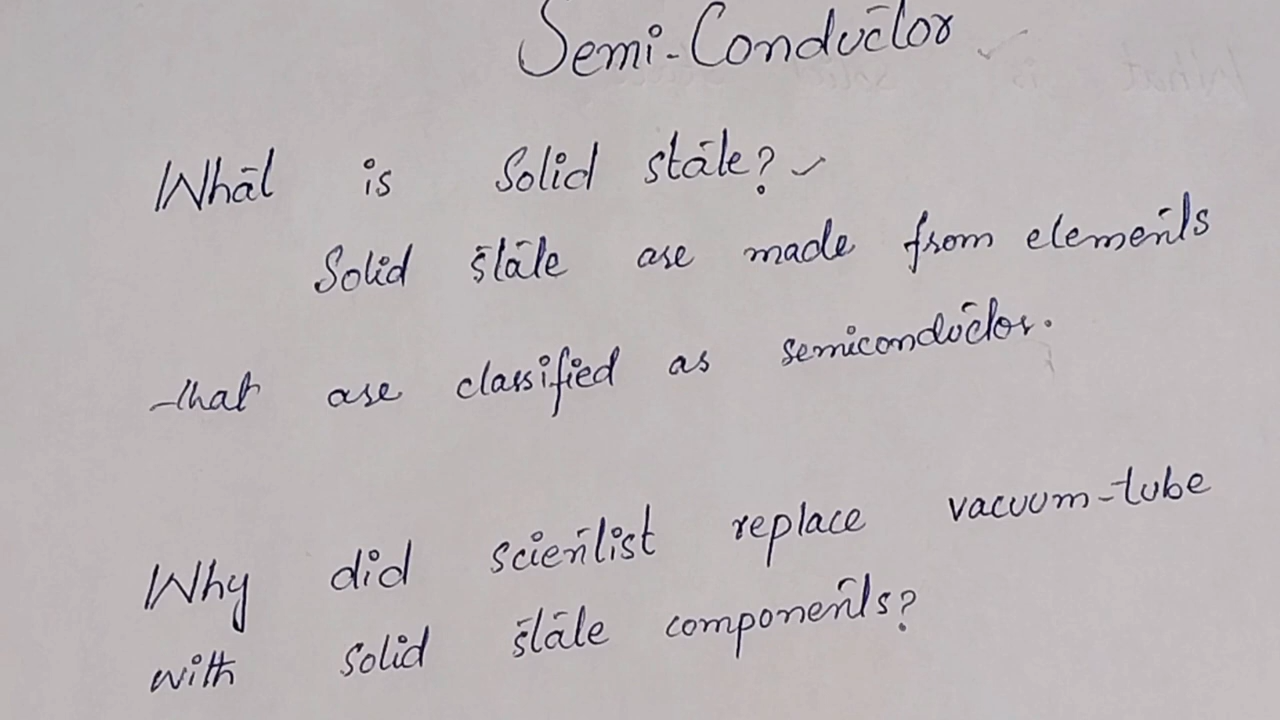 Semi-Conductor
What is Solid state?
Solid state are made from elements
that are classified as semiconductor.
Why did scientist replace vacuum-tube
with solid state components?